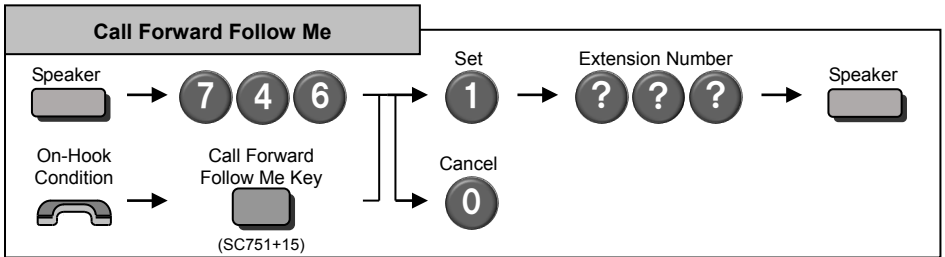 Call Forward Follow Me
Speaker
7 4 6
Set
1
Extension Number
? ? ?
Speaker
On-Hook
Condition
Call Forward
Follow Me Key
(SC751+15)
Cancel
0